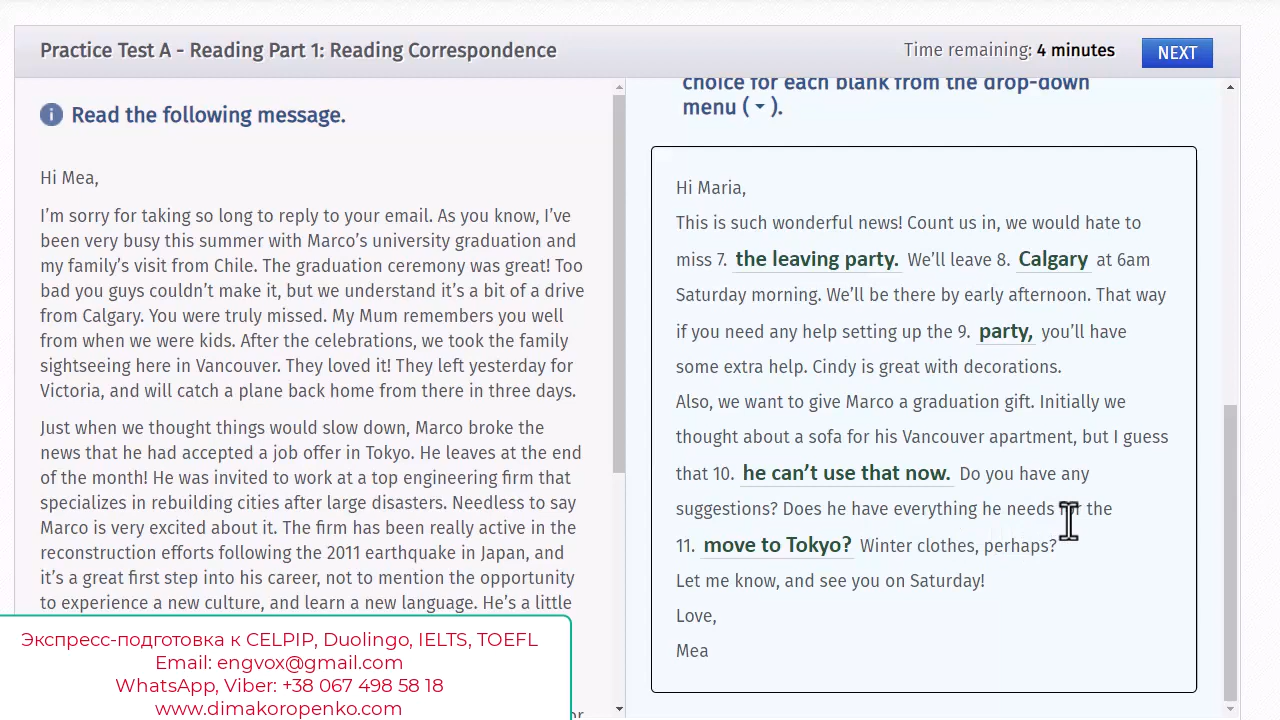 Practice Test A - Reading Part 1: Reading Correspondence
Time remaining: 4 minutes
NEXT
Read the following message.
Hi Mea,
I'm sorry for taking so long to reply to your email. As you know, I've
been very busy this summer with Marco's university graduation and
my family's visit from Chile. The graduation ceremony was great! Too
bad you guys couldn't make it, but we understand it's a bit of a drive
from Calgary. You were truly missed. My Mum remembers you well
from when we were kids. After the celebrations, we took the family
sightseeing here in Vancouver. They loved it! They left yesterday for
Victoria, and will catch a plane back home from there in three days.
Just when we thought things would slow down, Marco broke the
news that he had accepted a job offer in Tokyo. He leaves at the end
of the month! He was invited to work at a top engineering firm that
specializes in rebuilding cities after large disasters. Needless to say
Marco is very excited about it. The firm has been really active in the
reconstruction efforts following the 2011 earthquake in Japan, and
it's a great first step into his career, not to mention the opportunity
to experience a new culture, and learn a new language. He's a little
or
choice for each blank from the drop-down
menu ( ▾ ).
Hi Maria,
This is such wonderful news! Count us in, we would hate to
miss 7. the leaving party. We'll leave 8. Calgary at 6am
Saturday morning. We'll be there by early afternoon. That way
if you need any help setting up the 9. party, you'll have
some extra help. Cindy is great with decorations.
Also, we want to give Marco a graduation gift. Initially we
thought about a sofa for his Vancouver apartment, but I guess
that 10. he can't use that now. Do you have any
suggestions? Does he have everything he needs the
11. move to Tokyo? Winter clothes, perhaps?
Let me know, and see you on Saturday!
Love,
Mea
Экспресс-подготовка к CELPIP, Duolingo, IELTS, TOEFL
Email: engvox@gmail.com
WhatsApp, Viber: +38 067 498 58 18
www.dimakoropenko.com